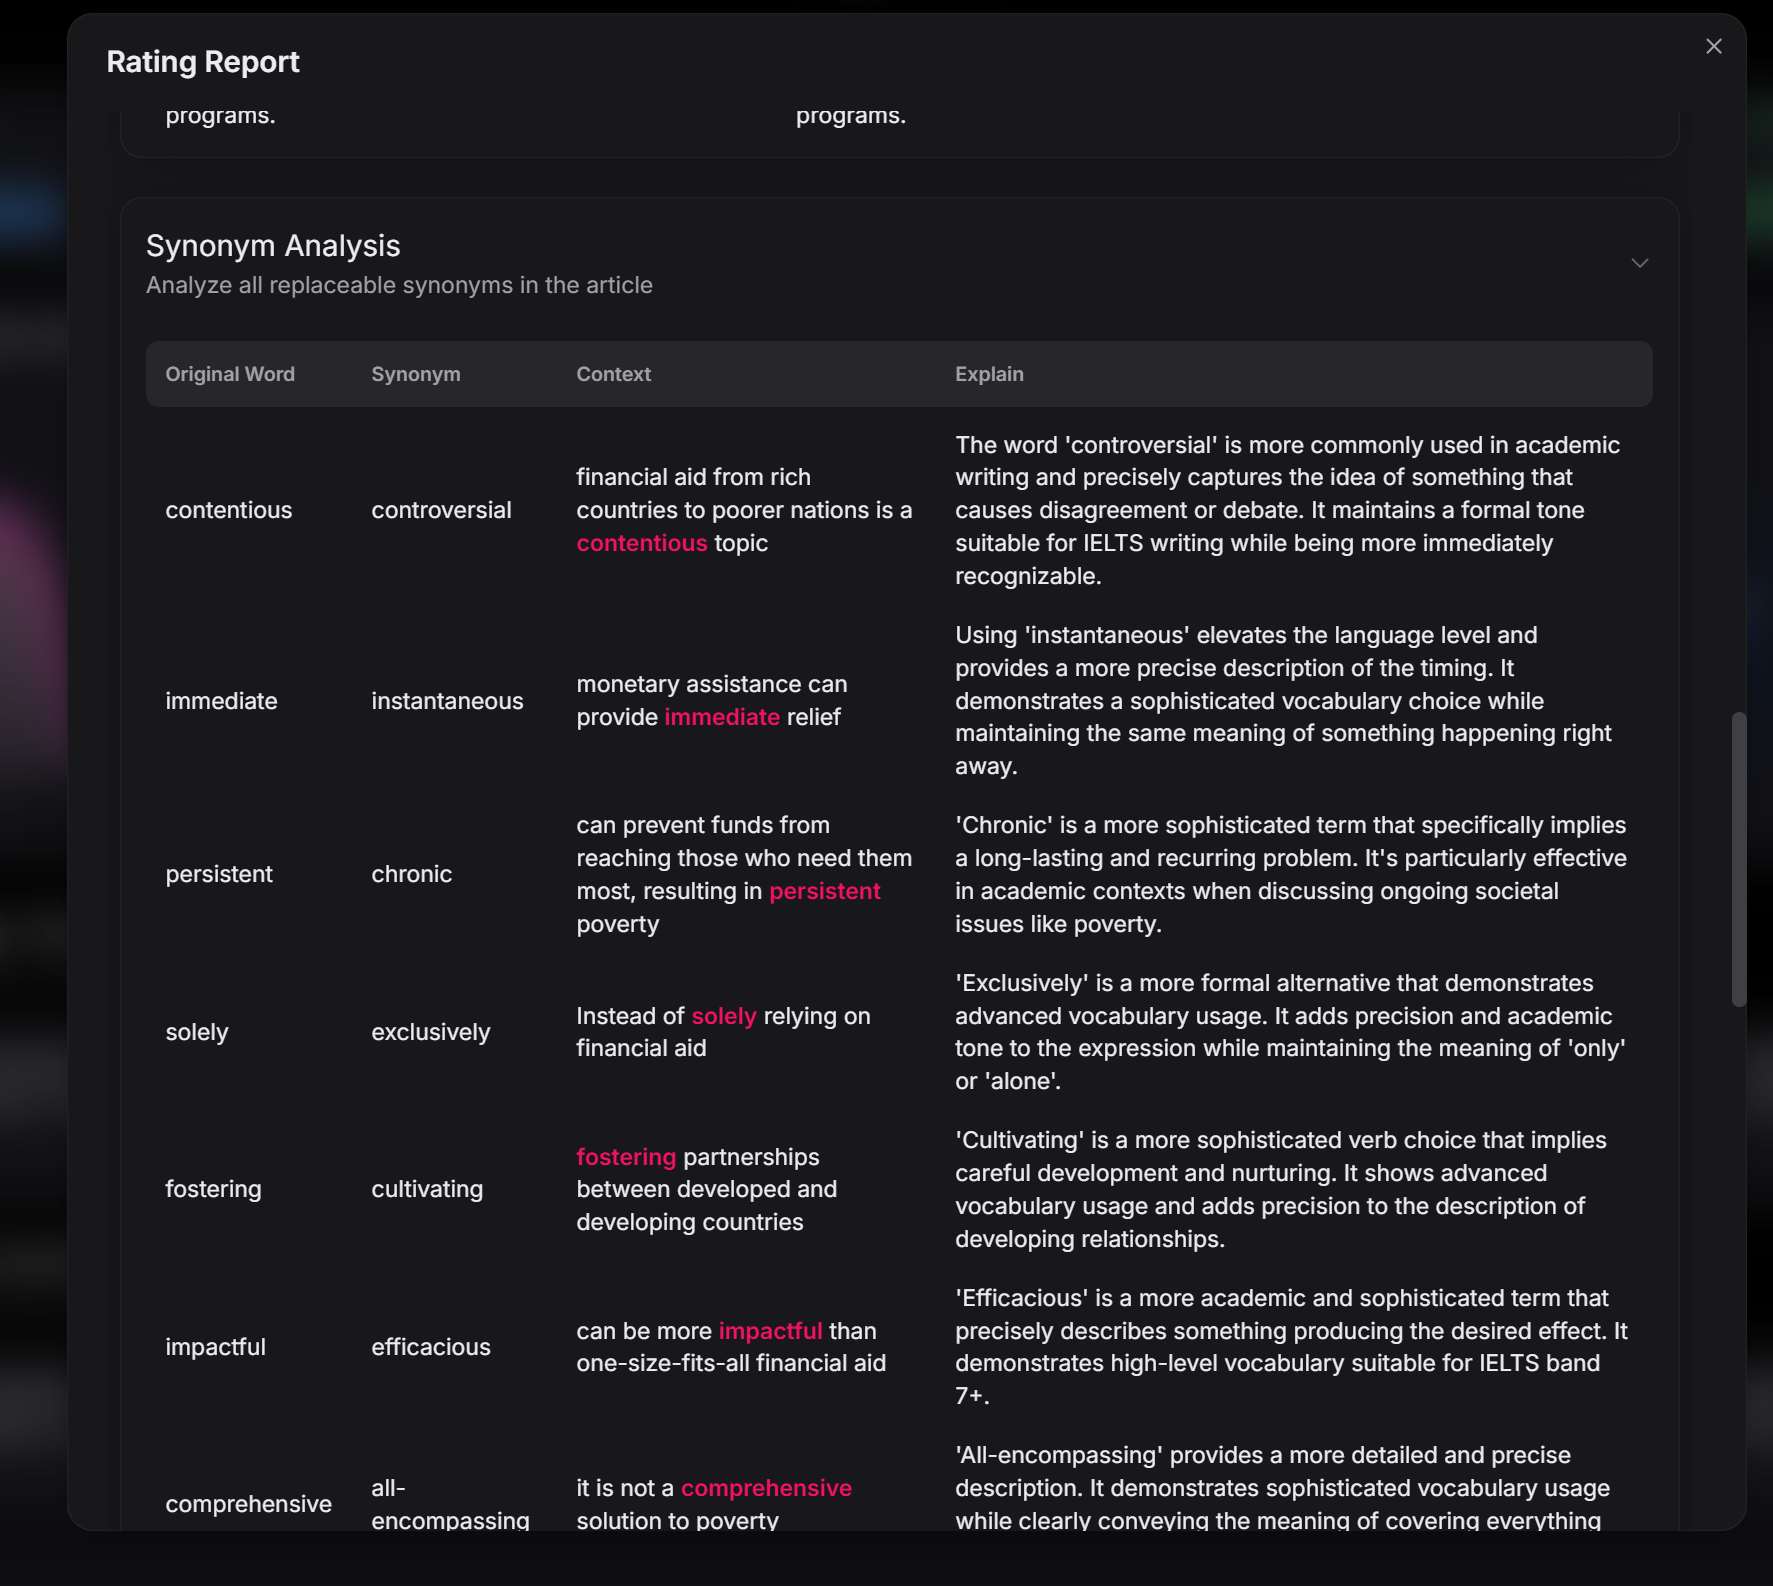 Rating Report
programs.
programs.
Synonym Analysis
Analyze all replaceable synonyms in the article
Original Word
Synonym
Context
Explain
contentious
controversial
financial aid from rich
countries to poorer nations is a
contentious topic
The word 'controversial' is more commonly used in academic
writing and precisely captures the idea of something that
causes disagreement or debate. It maintains a formal tone
suitable for IELTS writing while being more immediately
recognizable.
immediate
instantaneous
monetary assistance can
provide immediate relief
Using 'instantaneous' elevates the language level and
provides a more precise description of the timing. It
demonstrates a sophisticated vocabulary choice while
maintaining the same meaning of something happening right
away.
persistent
chronic
can prevent funds from
reaching those who need them
most, resulting in persistent
poverty
'Chronic' is a more sophisticated term that specifically implies
a long-lasting and recurring problem. It's particularly effective
in academic contexts when discussing ongoing societal
issues like poverty.
solely
exclusively
Instead of solely relying on
financial aid
'Exclusively' is a more formal alternative that demonstrates
advanced vocabulary usage. It adds precision and academic
tone to the expression while maintaining the meaning of 'only'
or 'alone'.
fostering
cultivating
fostering partnerships
between developed and
developing countries
'Cultivating' is a more sophisticated verb choice that implies
careful development and nurturing. It shows advanced
vocabulary usage and adds precision to the description of
developing relationships.
impactful
efficacious
can be more impactful than
one-size-fits-all financial aid
'Efficacious' is a more academic and sophisticated term that
precisely describes something producing the desired effect. It
demonstrates high-level vocabulary suitable for IELTS band
7+.
comprehensive
all-
encompassing
it is not a comprehensive
solution to poverty
'All-encompassing' provides a more detailed and precise
description. It demonstrates sophisticated vocabulary usage
while clearly conveying the meaning of covering everything